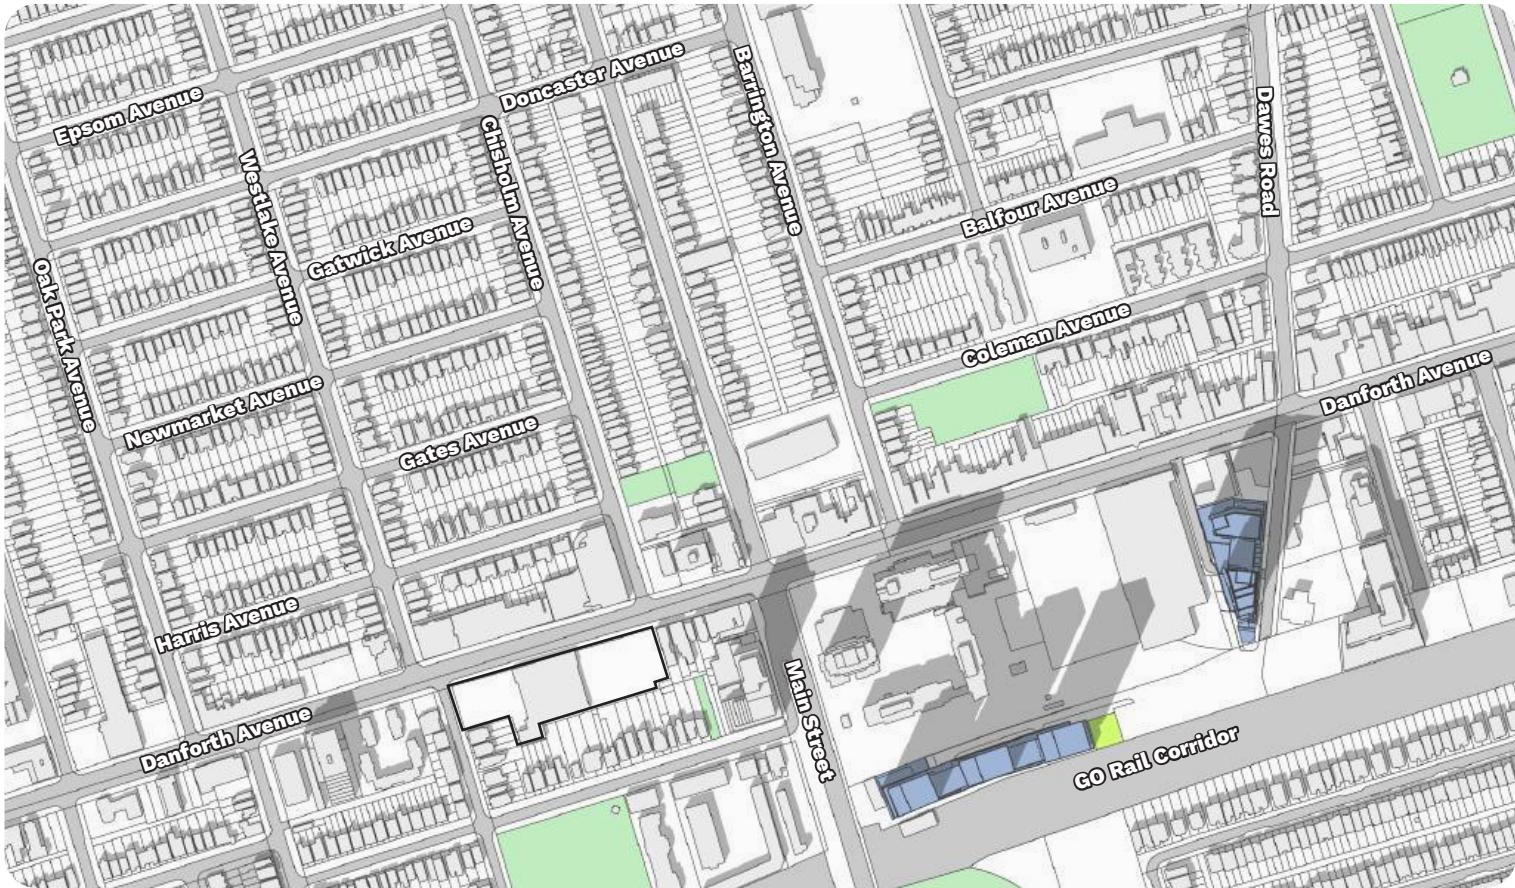 Doncaster Avenue
Barrington Avenue
Epsom Avenue
Dawes Road
Chisholm Avenue
Westlake Avenue
Balfour Avenue
Gatwick Avenue
Oak Park Avenue
Coleman Avenue
Danforth Avenue
Newmarket Avenue
Gates Avenue
Harris Avenue
Main Street
Danforth Avenue
GO Rail Corridor